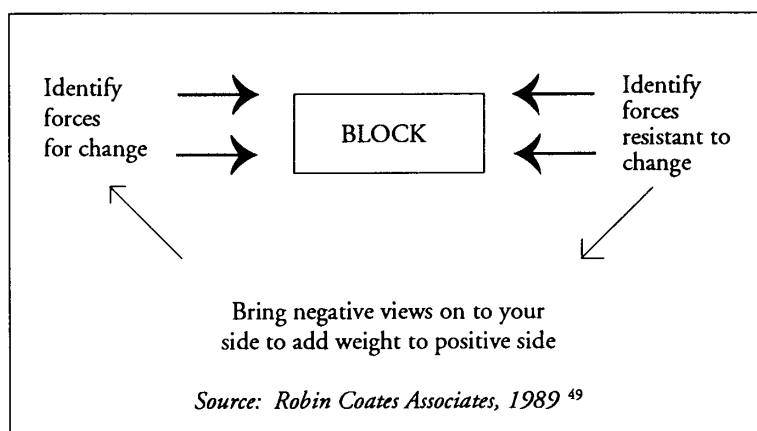 Identify
forces
for change
BLOCK
Identify
forces
resistant to
change
Bring negative views on to your
side to add weight to positive side
Source: Robin Coates Associates, 1989 49